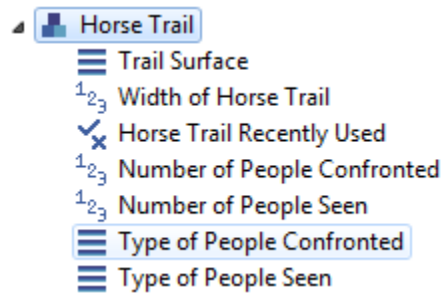 Horse Trail
Trail Surface
Width of Horse Trail
Horse Trail Recently Used
Number of People Confronted
Number of People Seen
Type of People Confronted
Type of People Seen